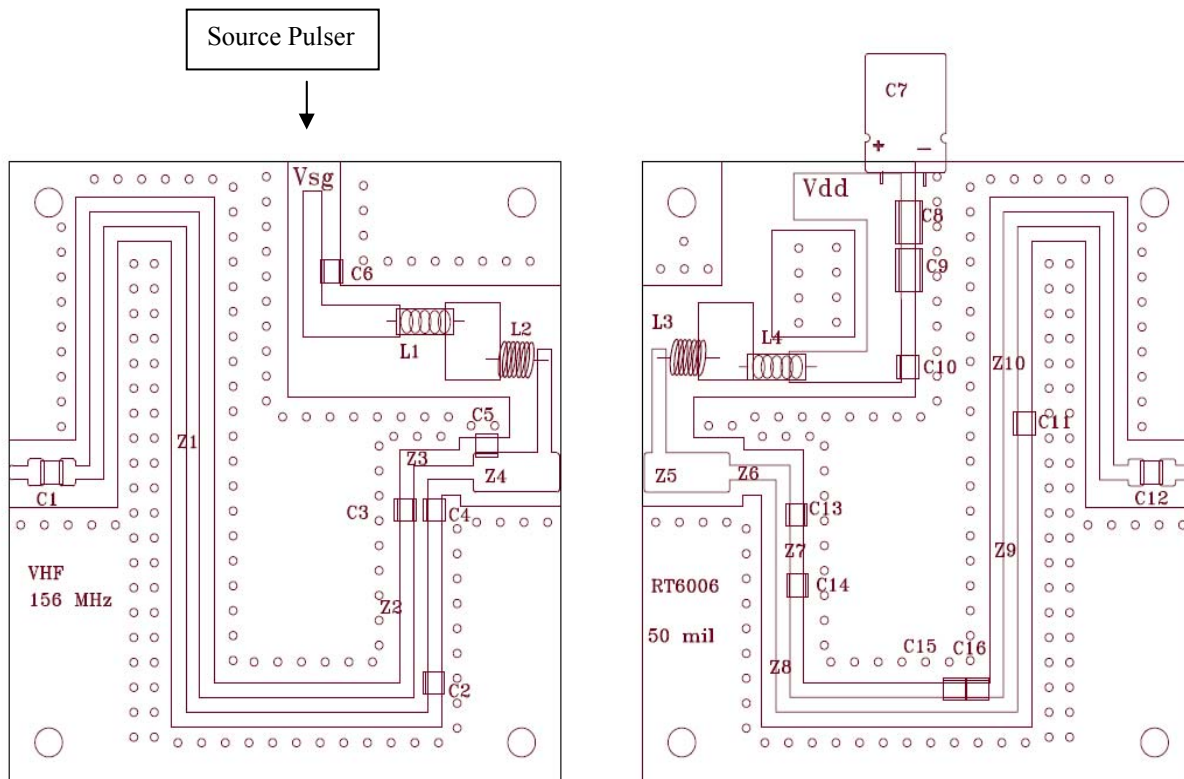 Source Pulser
C7
+ −
Vsg
Vdd
C8
C6
C9
L1
L2
L3
L4
C10
Z10
C5
C11
Z1
Z3
Z4
C1
Z5
Z6
C12
C3
C4
C13
Z7
Z9
VHF
156 MHz
Z2
RT6006
50 mil
C14
C15
C16
Z8
C2